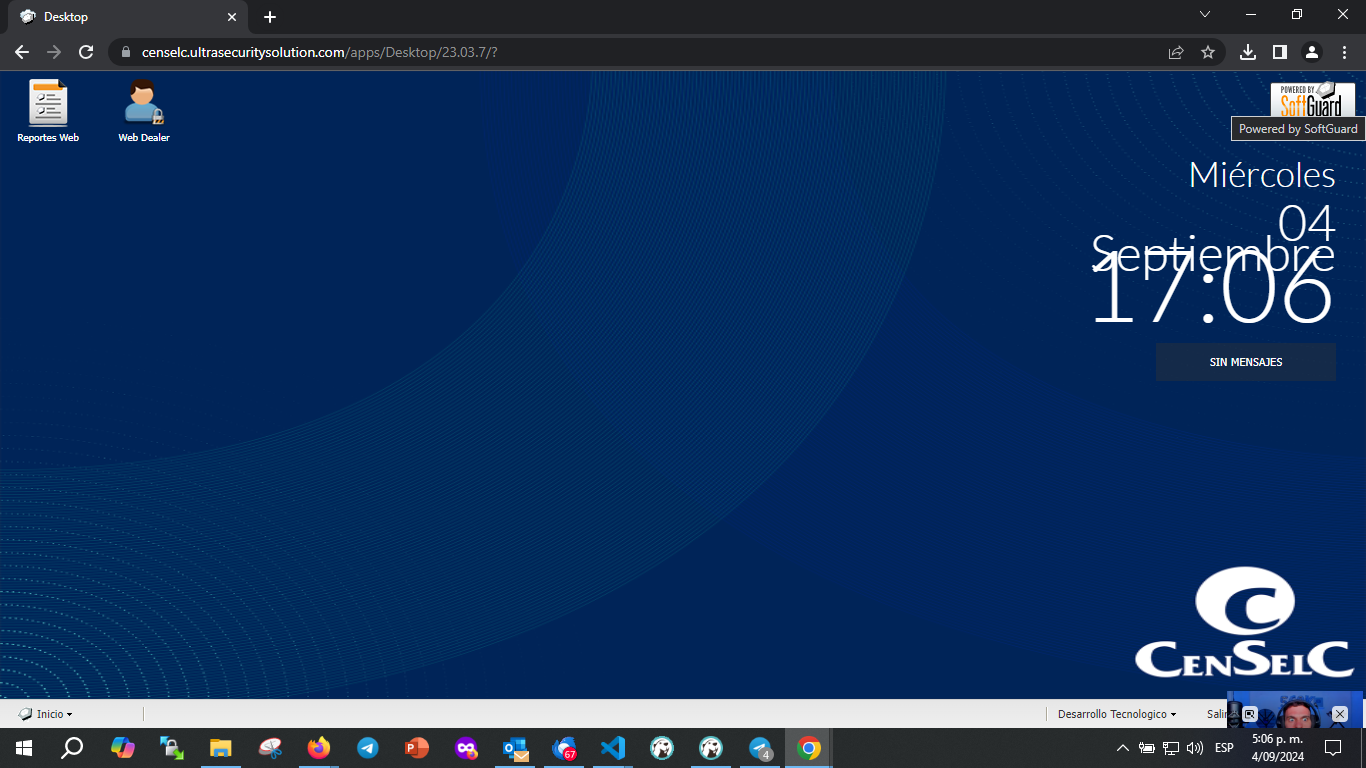 Desktop
censelc.ultrasecuritysolution.com/apps/Desktop/23.03.7/?
Reportes Web
Web Dealer
POWERED BY
SoftGuard
Powered by SoftGuard
Miércoles
04
Septiembre
17:06
SIN MENSAJES
C
CENSELC
Inicio
Desarrollo Tecnologico
Salir
67
4
ESP
5:06 p. m.
4/09/2024